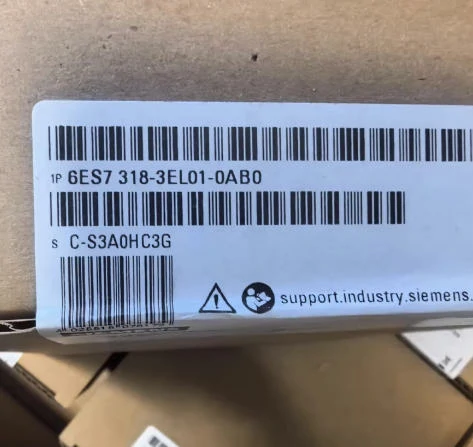 1P 6ES7 318-3EL01-0AB0
S C-S3A0HC3G
support.industry.siemens.